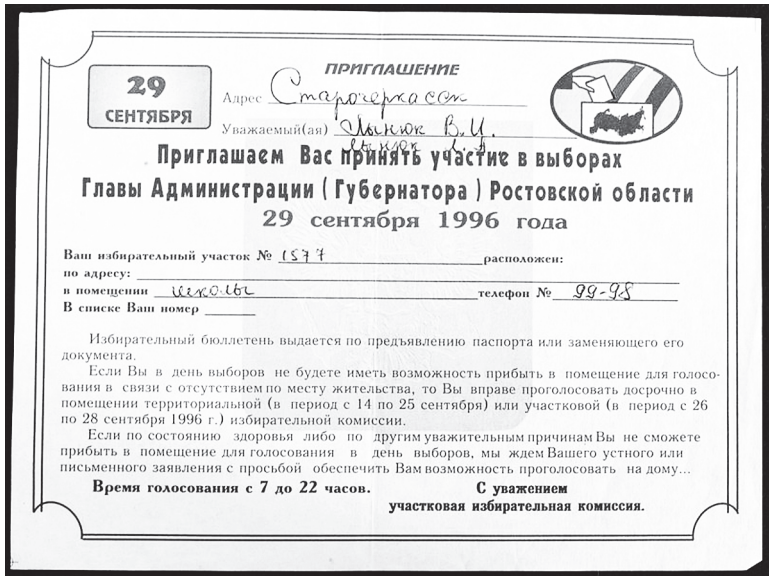 29
СЕНТЯБРЯ
ПРИГЛАШЕНИЕ
Адрес Старочеркасск
Уважаемый(ая) Лынюк В.И.
Лынюк Л.А.
Приглашаем Вас принять участие в выборах
Главы Администрации ( Губернатора ) Ростовской области
29 сентября 1996 года
Ваш избирательный участок № 1577 расположен:
по адресу:
в помещении школы телефон № 99-98
В списке Ваш номер
Избирательный бюллетень выдается по предъявлению паспорта или заменяющего его
документа.
Если Вы в день выборов не будете иметь возможность прибыть в помещение для голосо-
вания в связи с отсутствием по месту жительства, то Вы вправе проголосовать досрочно в
помещении территориальной (в период с 14 по 25 сентября) или участковой (в период с 26
по 28 сентября 1996 г.) избирательной комиссии.
Если по состоянию здоровья либо по другим уважительным причинам Вы не сможете
прибыть в помещение для голосования в день выборов, мы ждем Вашего устного или
письменного заявления с просьбой обеспечить Вам возможность проголосовать на дому...
Время голосования с 7 до 22 часов.
С уважением
участковая избирательная комиссия.